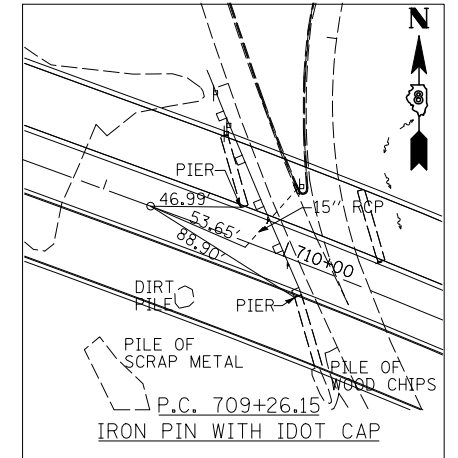 N
8
PIER
46.99'
15" RCP
53.65'
88.90'
710+00
DIRT
PILE
PIER
PILE OF
SCRAP METAL
PILE OF
WOOD CHIPS
P.C. 709+26.15
IRON PIN WITH IDOT CAP